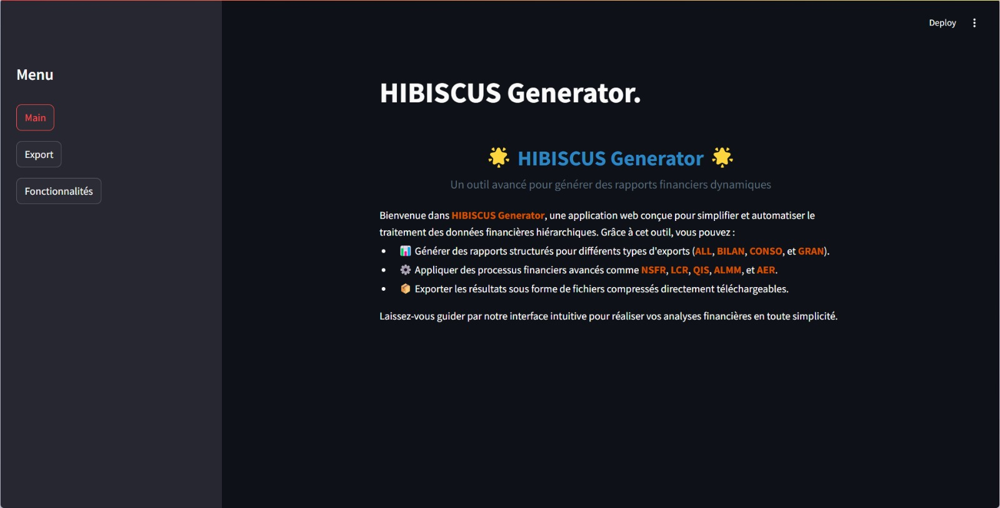 Deploy
Menu
Main
Export
Fonctionnalités
HIBISCUS Generator.
HIBISCUS Generator
Un outil avancé pour générer des rapports financiers dynamiques
Bienvenue dans HIBISCUS Generator, une application web conçue pour simplifier et automatiser le
traitement des données financières hiérarchiques. Grâce à cet outil, vous pouvez :
Générer des rapports structurés pour différents types d'exports (ALL, BILAN, CONSO, et GRAN).
Appliquer des processus financiers avancés comme NSFR, LCR, QIS, ALMM, et AER.
Exporter les résultats sous forme de fichiers compressés directement téléchargeables.
Laissez-vous guider par notre interface intuitive pour réaliser vos analyses financières en toute simplicité.